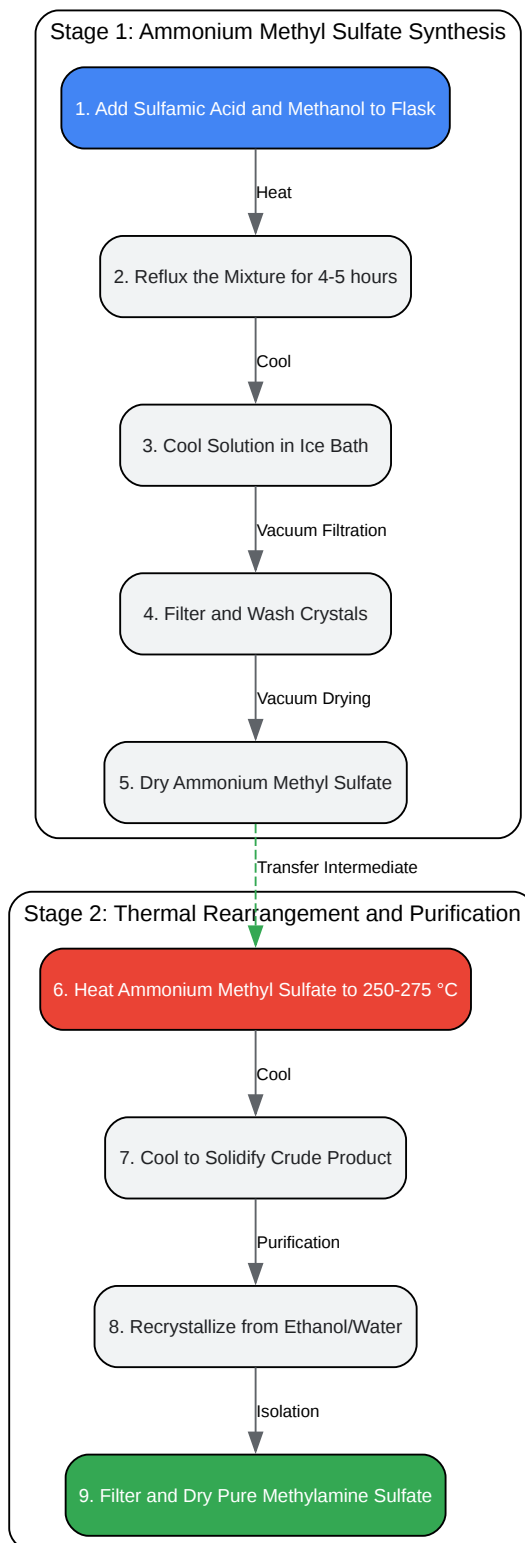 Stage 1: Ammonium Methyl Sulfate Synthesis
1. Add Sulfamic Acid and Methanol to Flask
Heat
2. Reflux the Mixture for 4-5 hours
Cool
3. Cool Solution in Ice Bath
Vacuum Filtration
4. Filter and Wash Crystals
Vacuum Drying
5. Dry Ammonium Methyl Sulfate
Transfer Intermediate
Stage 2: Thermal Rearrangement and Purification
6. Heat Ammonium Methyl Sulfate to 250-275 °C
Cool
7. Cool to Solidify Crude Product
Purification
8. Recrystallize from Ethanol/Water
Isolation
9. Filter and Dry Pure Methylamine Sulfate